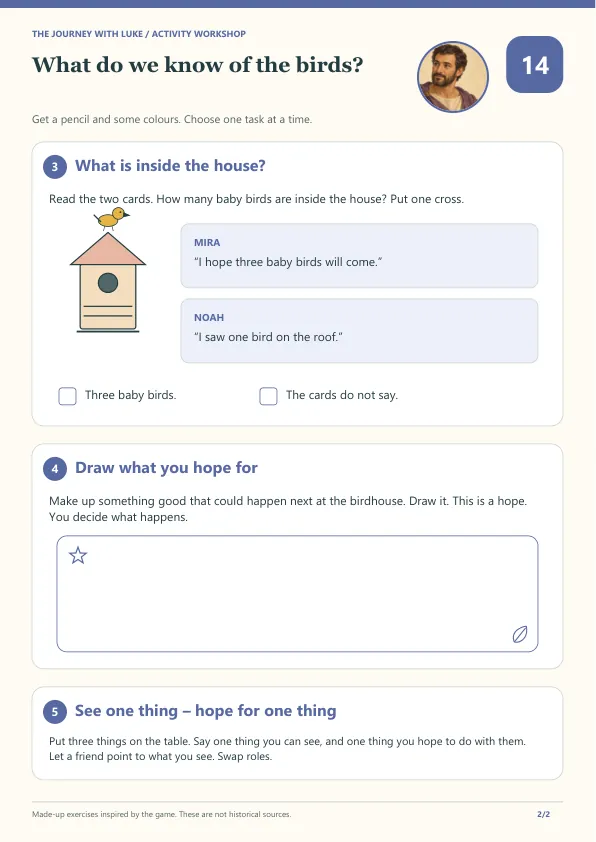 THE JOURNEY WITH LUKE / ACTIVITY WORKSHOP
What do we know of the birds?
14
Get a pencil and some colours. Choose one task at a time.
3 What is inside the house?
Read the two cards. How many baby birds are inside the house? Put one cross.
MIRA
“I hope three baby birds will come.”
NOAH
“I saw one bird on the roof.”
Three baby birds.
The cards do not say.
4 Draw what you hope for
Make up something good that could happen next at the birdhouse. Draw it. This is a hope.
You decide what happens.
5 See one thing – hope for one thing
Put three things on the table. Say one thing you can see, and one thing you hope to do with them.
Let a friend point to what you see. Swap roles.
Made-up exercises inspired by the game. These are not historical sources.
2/2